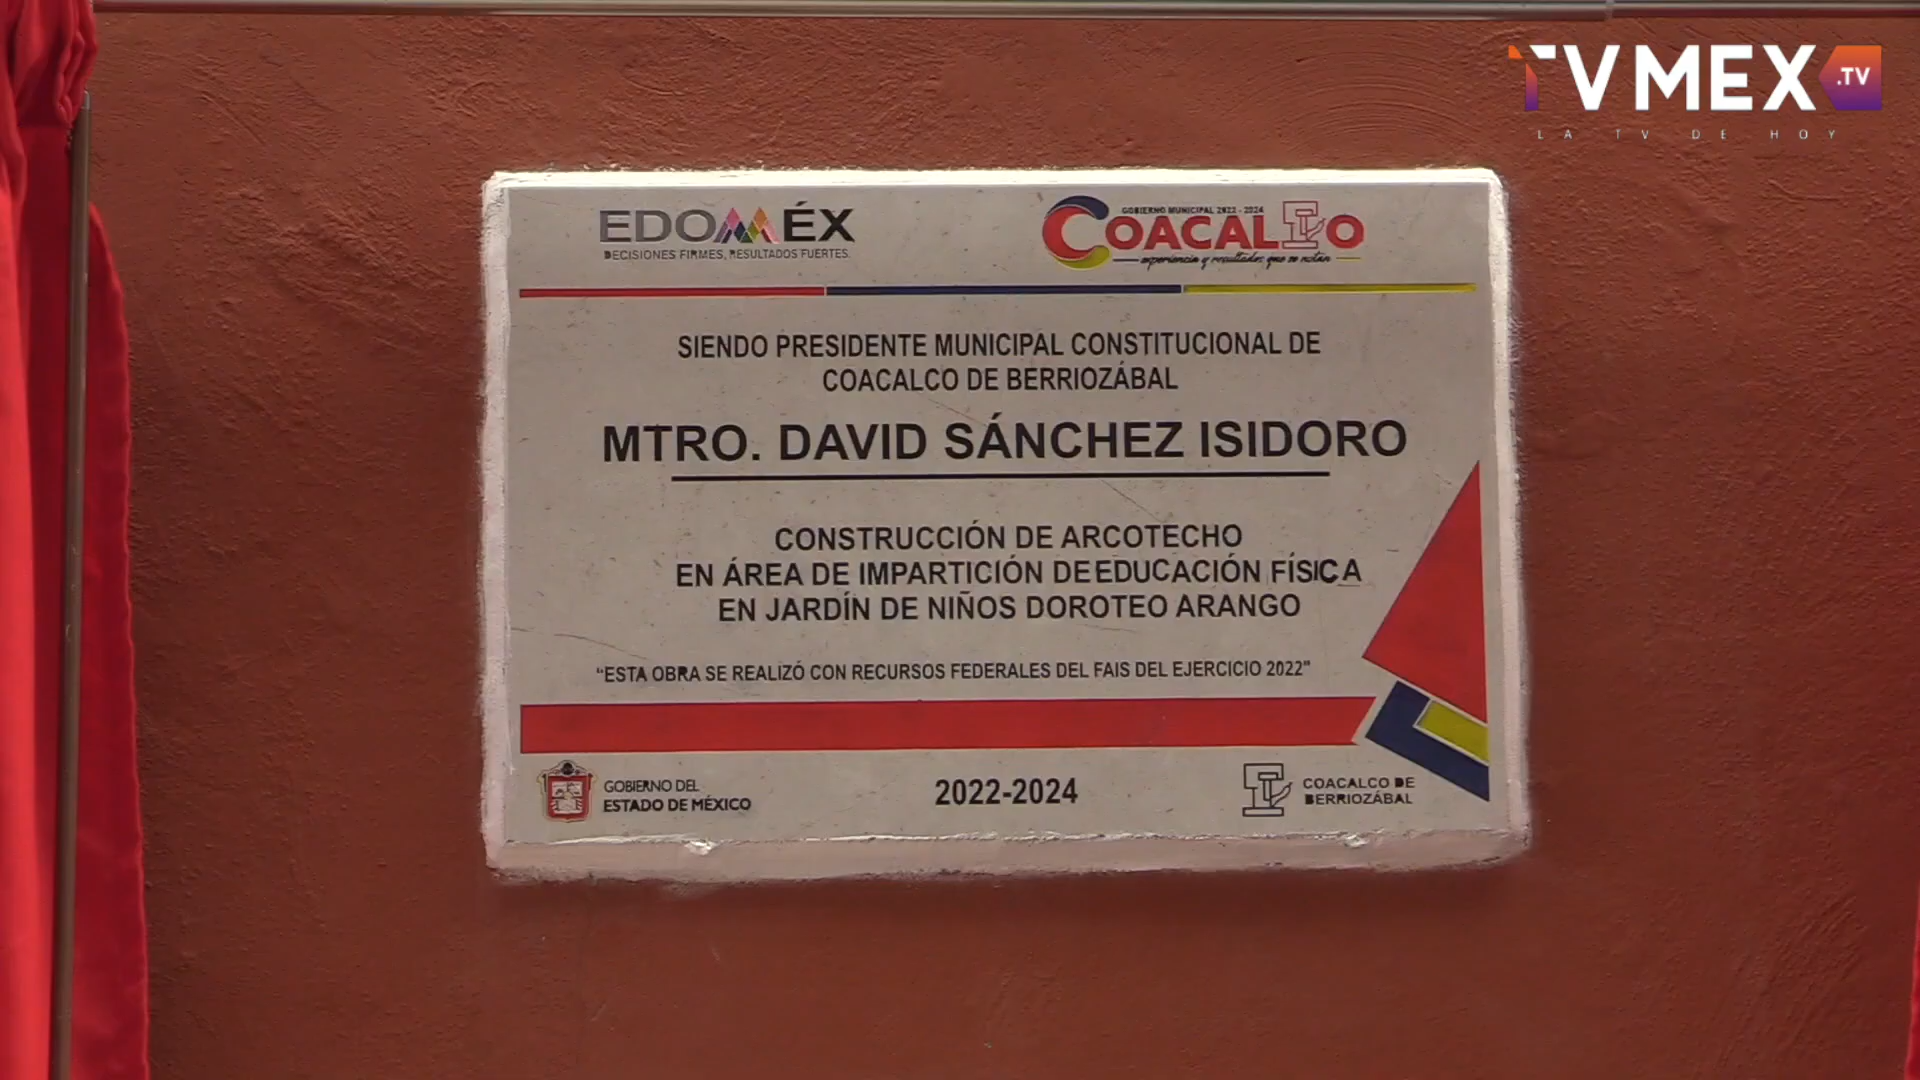 TVMEX .TV
LA TV DE HOY
EDOMÉX
DECISIONES FIRMES, RESULTADOS FUERTES.
GOBIERNO MUNICIPAL 2022 - 2024
COACALCO
experiencia y resultados que se notan
SIENDO PRESIDENTE MUNICIPAL CONSTITUCIONAL DE
COACALCO DE BERRIOZÁBAL
MTRO. DAVID SÁNCHEZ ISIDORO
CONSTRUCCIÓN DE ARCOTECHO
EN ÁREA DE IMPARTICIÓN DE EDUCACIÓN FÍSICA
EN JARDÍN DE NIÑOS DOROTEO ARANGO
“ESTA OBRA SE REALIZÓ CON RECURSOS FEDERALES DEL FAIS DEL EJERCICIO 2022”
GOBIERNO DEL
ESTADO DE MÉXICO
2022-2024
COACALCO DE
BERRIOZÁBAL